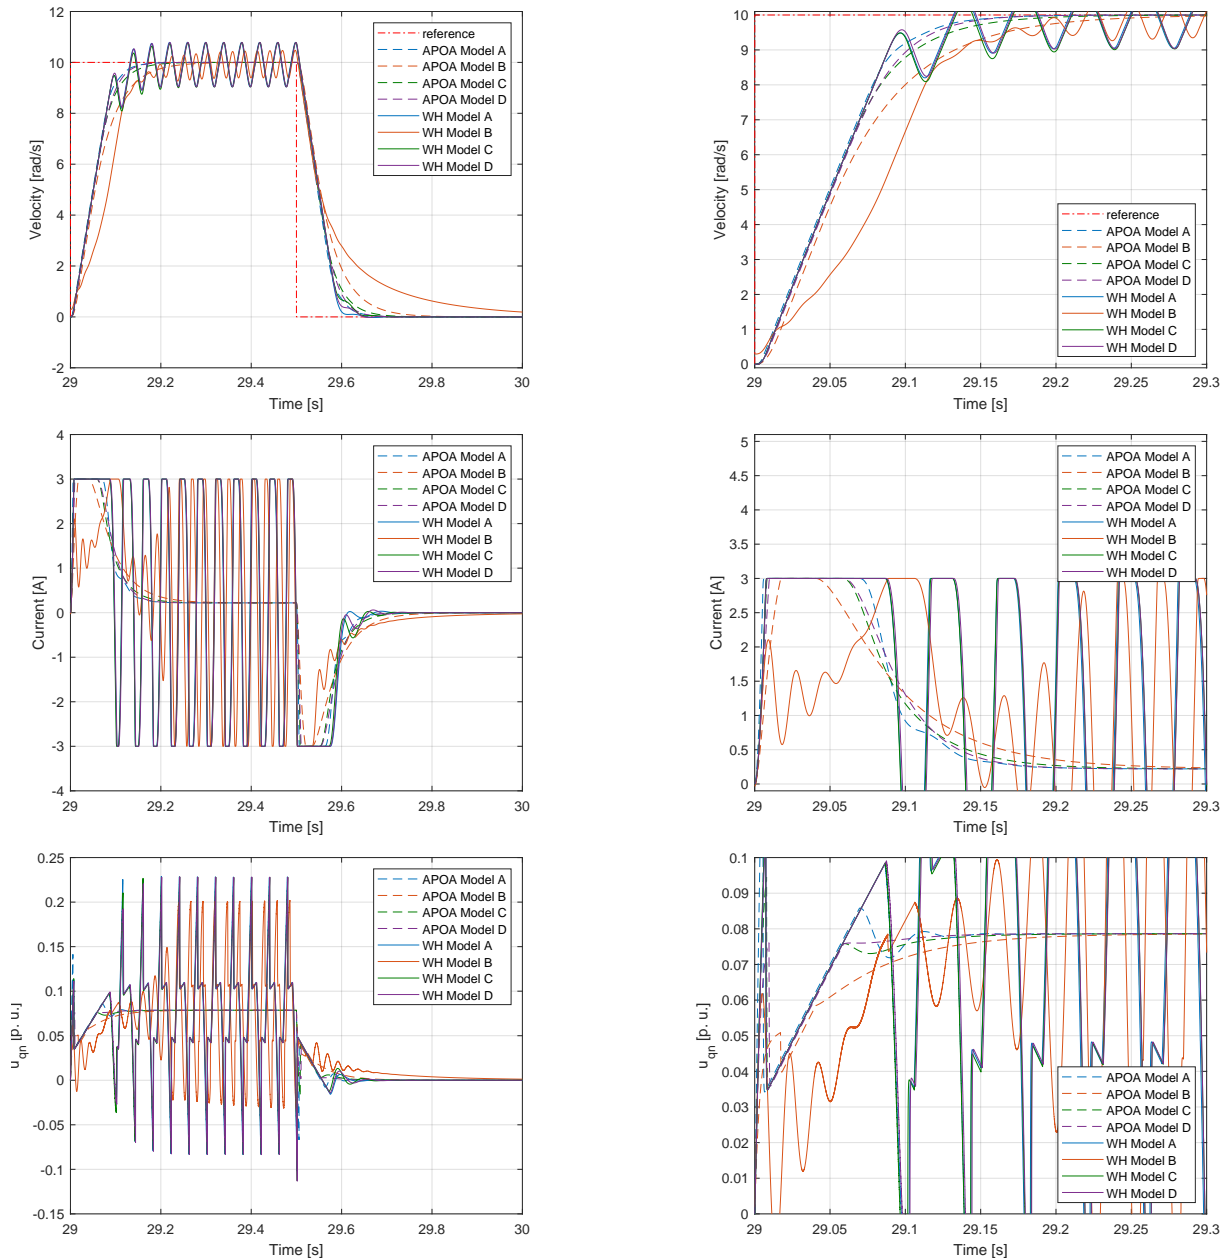 12
10
8
6
4
2
0
-2
29
29.2
29.4
29.6
29.8
30
Velocity [rad/s]
Time [s]
reference
APOA Model A
APOA Model B
APOA Model C
APOA Model D
WH Model A
WH Model B
WH Model C
WH Model D
10
9
8
7
6
5
4
3
2
1
0
29
29.05
29.1
29.15
29.2
29.25
29.3
Velocity [rad/s]
Time [s]
reference
APOA Model A
APOA Model B
APOA Model C
APOA Model D
WH Model A
WH Model B
WH Model C
WH Model D
4
3
2
1
0
-1
-2
-3
-4
29
29.2
29.4
29.6
29.8
30
Current [A]
Time [s]
APOA Model A
APOA Model B
APOA Model C
APOA Model D
WH Model A
WH Model B
WH Model C
WH Model D
5
4.5
4
3.5
3
2.5
2
1.5
1
0.5
0
29
29.05
29.1
29.15
29.2
29.25
29.3
Current [A]
Time [s]
APOA Model A
APOA Model B
APOA Model C
APOA Model D
WH Model A
WH Model B
WH Model C
WH Model D
0.25
0.20
0.15
0.1
0.05
0
-0.05
-0.1
-0.15
29
29.2
29.4
29.6
29.8
30
u_qn [p. u.]
Time [s]
APOA Model A
APOA Model B
APOA Model C
APOA Model D
WH Model A
WH Model B
WH Model C
WH Model D
0.1
0.09
0.08
0.07
0.06
0.05
0.04
0.03
0.02
0.01
0
29
29.05
29.1
29.15
29.2
29.25
29.3
u_qn [p. u.]
Time [s]
APOA Model A
APOA Model B
APOA Model C
APOA Model D
WH Model A
WH Model B
WH Model C
WH Model D